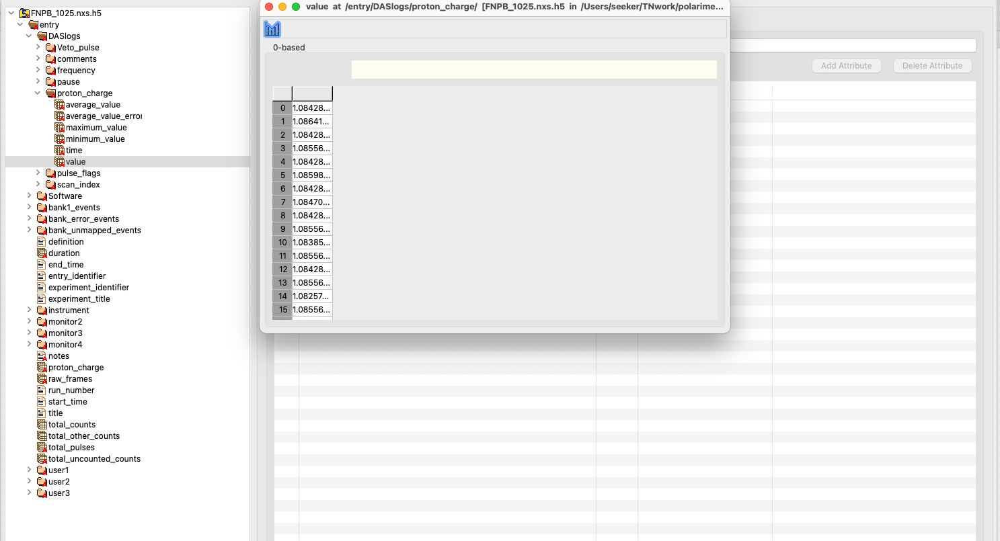 FNPB_1025.nxs.h5
entry
DASlogs
Veto_pulse
comments
frequency
pause
proton_charge
average_value
average_value_error
maximum_value
minimum_value
time
value
pulse_flags
scan_index
Software
bank1_events
bank_error_events
bank_unmapped_events
definition
duration
end_time
entry_identifier
experiment_identifier
experiment_title
instrument
monitor2
monitor3
monitor4
notes
proton_charge
raw_frames
run_number
start_time
title
total_counts
total_other_counts
total_pulses
total_uncounted_counts
user1
user2
user3
value at /entry/DASlogs/proton_charge/ [FNPB_1025.nxs.h5 in /Users/seeker/TNwork/polarime...
0-based
0 1.08428...
1 1.08641...
2 1.08428...
3 1.08556...
4 1.08428...
5 1.08598...
6 1.08428...
7 1.08470...
8 1.08428...
9 1.08556...
10 1.08385...
11 1.08556...
12 1.08428...
13 1.08556...
14 1.08257...
15 1.08556...
Add Attribute
Delete Attribute